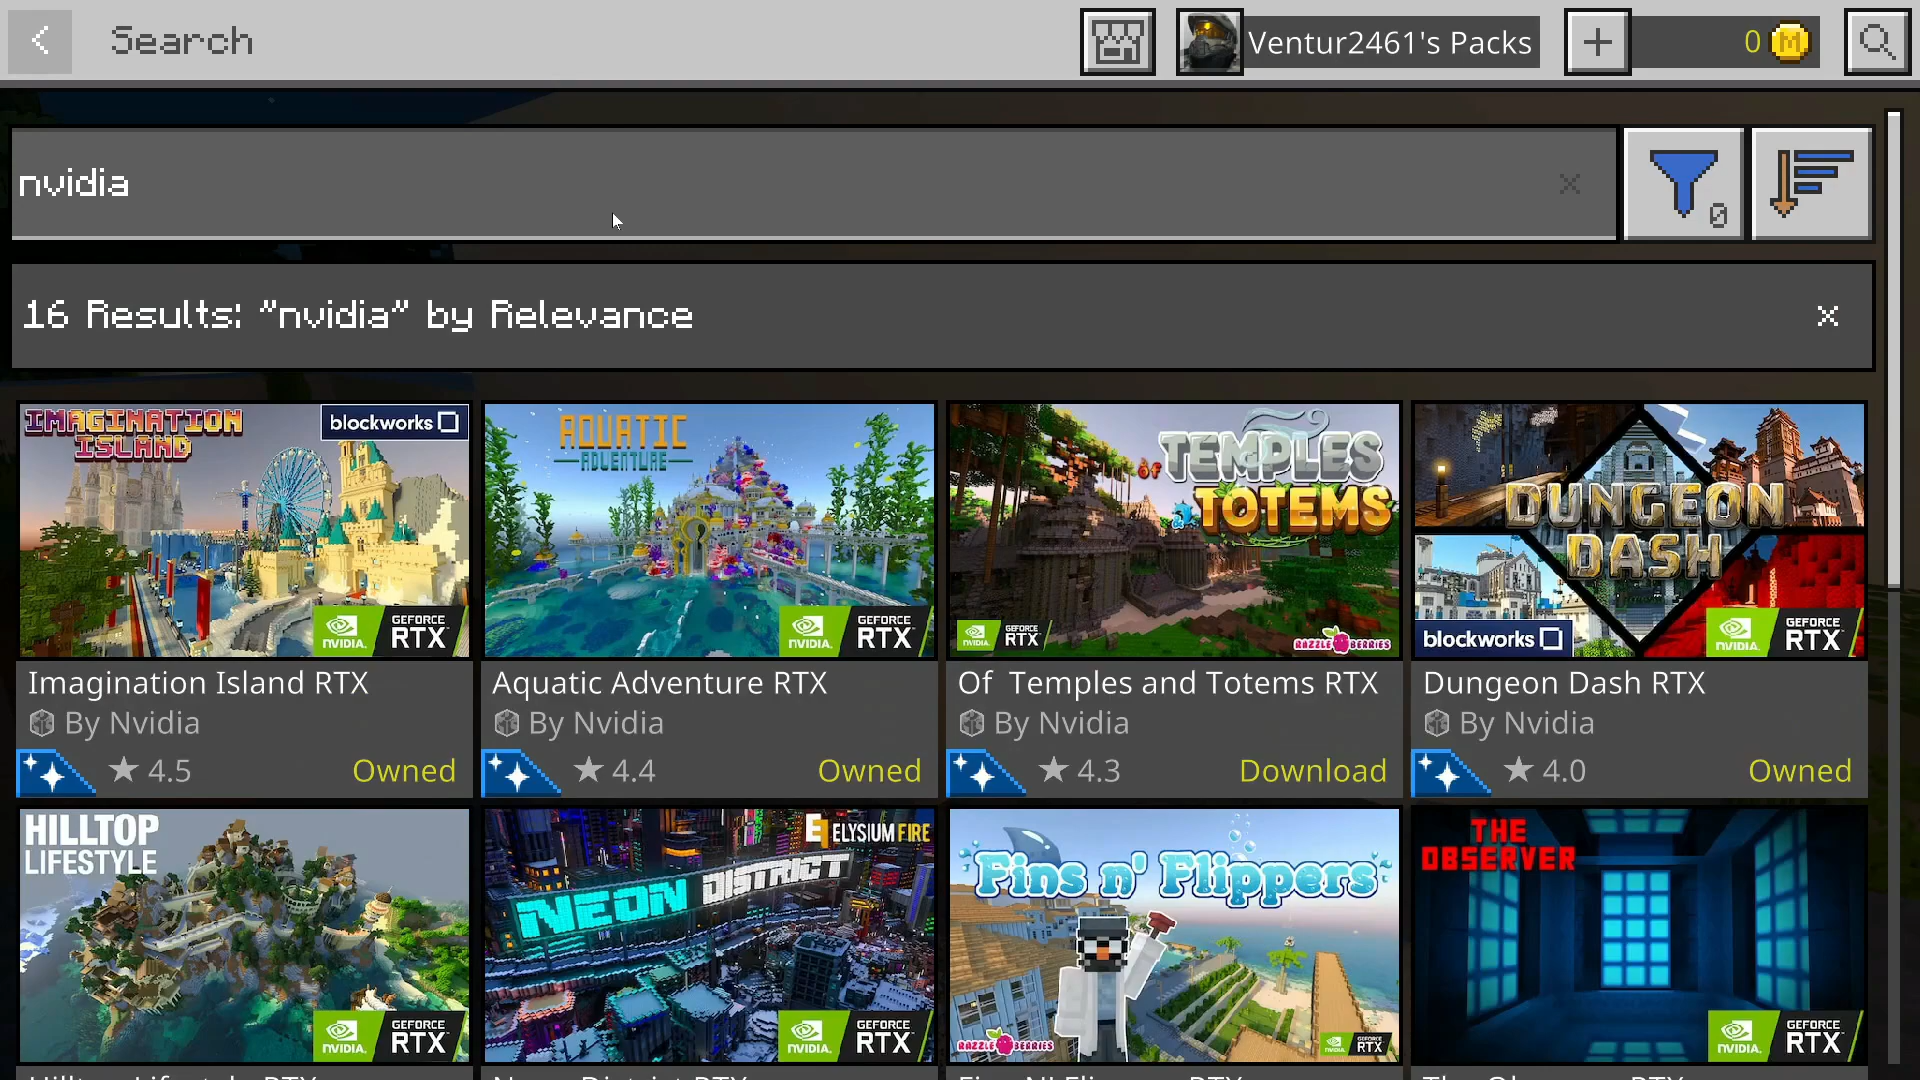 Search
Ventur2461's Packs
0
nvidia
0
16 Results: "nvidia" by Relevance
IMAGINATION
ISLAND
blockworks
NVIDIA.
GEFORCE
RTX
Imagination Island RTX
By Nvidia
4.5
Owned
AQUATIC
ADVENTURE
NVIDIA.
GEFORCE
RTX
Aquatic Adventure RTX
By Nvidia
4.4
Owned
of TEMPLES
& TOTEMS
NVIDIA
GEFORCE
RTX
RAZZLEBERRIES
Of Temples and Totems RTX
By Nvidia
4.3
Download
DUNGEON
DASH
blockworks
NVIDIA.
GEFORCE
RTX
Dungeon Dash RTX
By Nvidia
4.0
Owned
HILLTOP
LIFESTYLE
NVIDIA.
GEFORCE
RTX
ELYSIUM FIRE
NEON DISTRICT
NVIDIA.
GEFORCE
RTX
Fins n' Flippers
RAZZLEBERRIES
NVIDIA
GEFORCE
RTX
THE
OBSERVER
NVIDIA.
GEFORCE
RTX